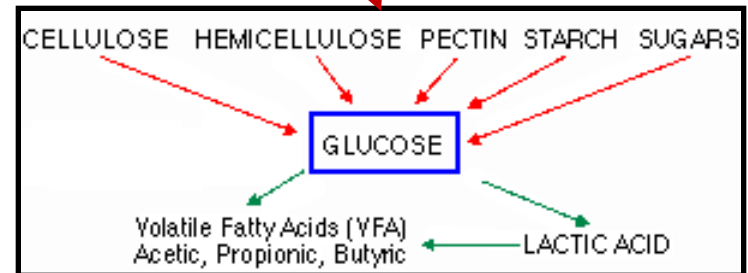 CELLULOSE HEMICELLULOSE PECTIN STARCH SUGARS
GLUCOSE
Volatile Fatty Acids (VFA)
Acetic, Propionic, Butyric
LACTIC ACID